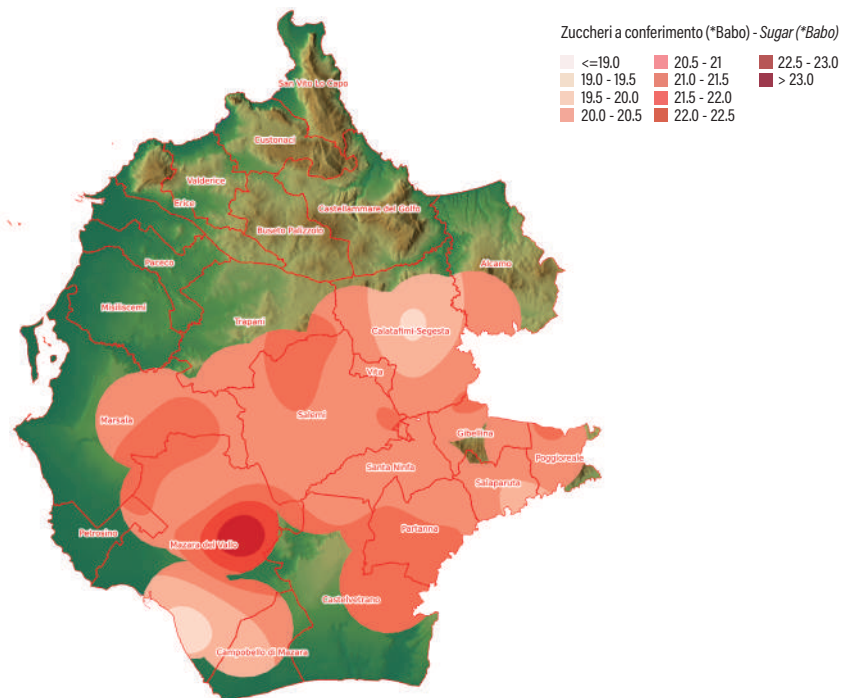 Zuccheri a conferimento (*Babo) - Sugar (*Babo)
<=19.0
19.0 - 19.5
19.5 - 20.0
20.0 - 20.5
20.5 - 21
21.0 - 21.5
21.5 - 22.0
22.0 - 22.5
22.5 - 23.0
> 23.0
San Vito Lo Capo
Custonaci
Valderice
Erice
Castellammare del Golfo
Buseto Palizzolo
Paceco
Alcamo
Misiliscemi
Trapani
Calatafimi-Segesta
Vita
Marsala
Salemi
Gibellina
Poggioreale
Santa Ninfa
Salaparuta
Petrosino
Partanna
Mazara del Vallo
Castelvetrano
Campobello di Mazara